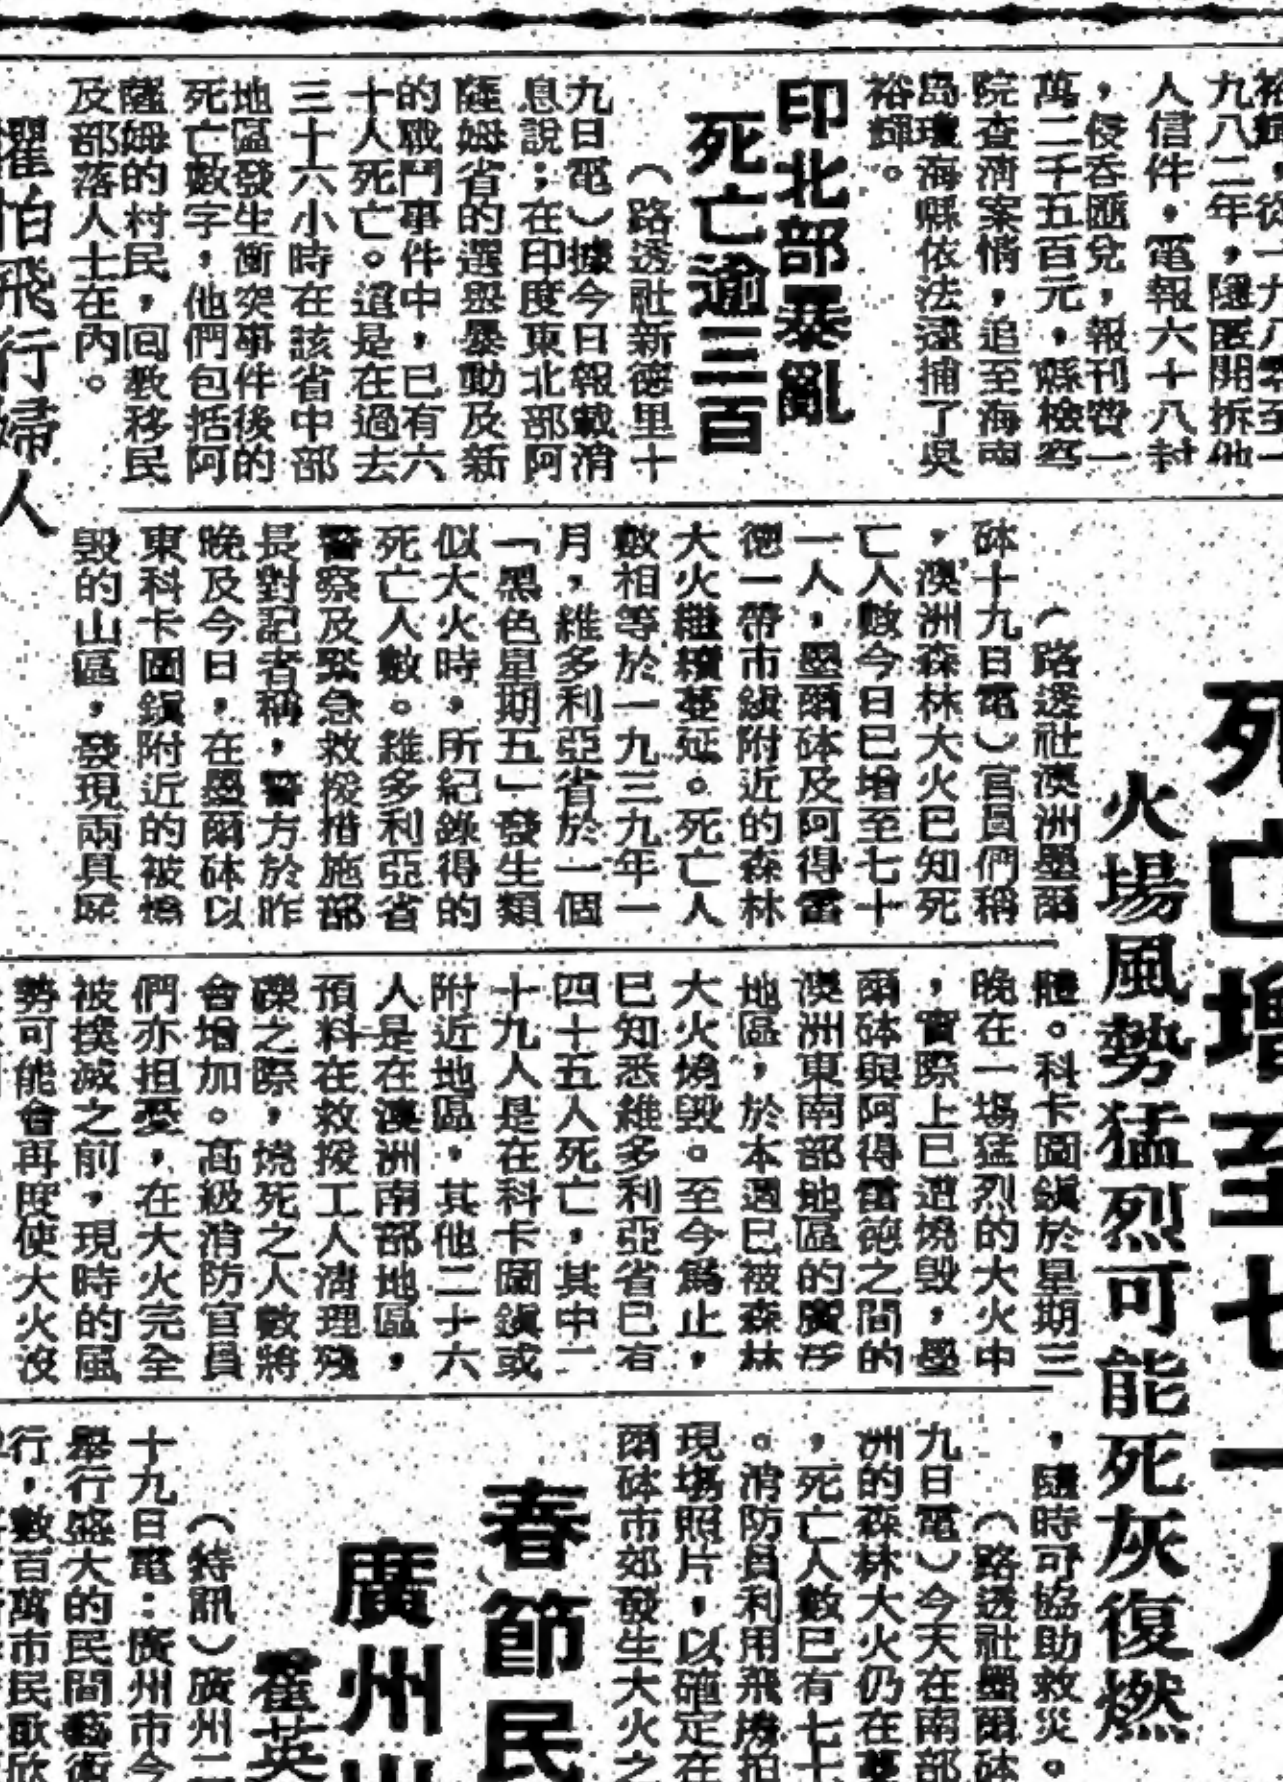 九八二年，隱匿開拆他
人信件，電報六十八封
，侵吞匯兌，報刊費一
萬二千五百元，縣檢察
院查清案情，追至海南
島瓊海縣依法逮捕了吳
裕輝。
印北部暴亂
死亡逾三百
（路透社新德里十
九日電）據今日報載消
息說：在印度東北部阿
薩姆省的選舉暴動及新
的戰鬥事件中，已有六
十人死亡。這是在過去
三十六小時在該省中部
地區發生衝突事件後的
死亡數字，他們包括阿
薩姆的村民，回教移民
及部落人士在內。
懼怕飛行婦人
死亡增至七十一人
火場風勢猛烈可能死灰復燃
（路透社澳洲墨爾
砵十九日電）官員們稱
，澳洲森林大火已知死
亡人數今日已增至七十
一人，墨爾砵及阿得雷
德一帶市鎮附近的森林
大火繼續蔓延。死亡人
數相等於一九三九年一
月，維多利亞省於一個
「黑色星期五」發生類
似大火時，所紀錄得的
死亡人數。維多利亞省
警察及緊急救援措施部
長對記者稱，警方於昨
晚及今日，在墨爾砵以
東科卡圖鎮附近的被燒
毀的山區，發現兩具屍
體。科卡圖鎮於星期三
晚在一場猛烈的大火中
，實際上已遭燒毀，墨
爾砵與阿得雷德之間的
澳洲東南部地區的廣大
地區，於本週已被森林
大火燒毀。至今為止，
已知悉維多利亞省已有
四十五人死亡，其中二
十九人是在科卡圖鎮或
附近地區，其他二十六
人是在澳洲南部地區，
預料在救援工人清理殘
礫之際，燒死之人數將
會增加。高級消防官員
們亦担憂，在大火完全
被撲滅之前，現時的風
勢可能會再度使大火沒
，隨時可協助救災。
（路透社墨爾砵
九日電）今天在南部
洲的森林大火仍在蔓
，死亡人數已有七十
。消防員利用飛機拍
現場照片，以確定在
爾砵市郊發生大火之
春節民
廣州
霍英
（特訊）廣州二
十九日電：廣州市今
舉行盛大的民間藝術
行，數百萬市民歡欣